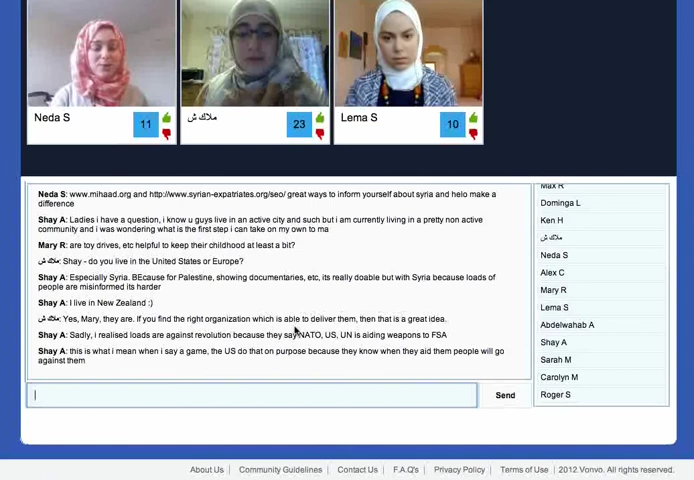 Neda S
11
ملاك ش
23
Lema S
10
Neda S: www.mihaad.org and http://www.syrian-expatriates.org/seo/ great ways to inform yourself about syria and helo make a
difference
Shay A: Ladies i have a question, i know u guys live in an active city and such but i am currently living in a pretty non active
community and i was wondering what is the first step i can take on my own to ma
Mary R: are toy drives, etc helpful to keep their childhood at least a bit?
ملاك ش: Shay - do you live in the United States or Europe?
Shay A: Especially Syria. BEcause for Palestine, showing documentaries, etc, its really doable but with Syria because loads of
people are misinformed its harder
Shay A: I live in New Zealand :)
ملاك ش: Yes, Mary, they are. If you find the right organization which is able to deliver them, then that is a great idea.
Shay A: Sadly, i realised loads are against revolution because they say NATO, US, UN is aiding weapons to FSA
Shay A: this is what i mean when i say a game, the US do that on purpose because they know when they aid them people will go
against them
Send
Max R
Dominga L
Ken H
ملاك ش
Neda S
Alex C
Mary R
Lema S
Abdelwahab A
Shay A
Sarah M
Carolyn M
Roger S
About Us | Community Guidelines | Contact Us | F.A.Q's | Privacy Policy | Terms of Use | 2012 Vonvo. All rights reserved.